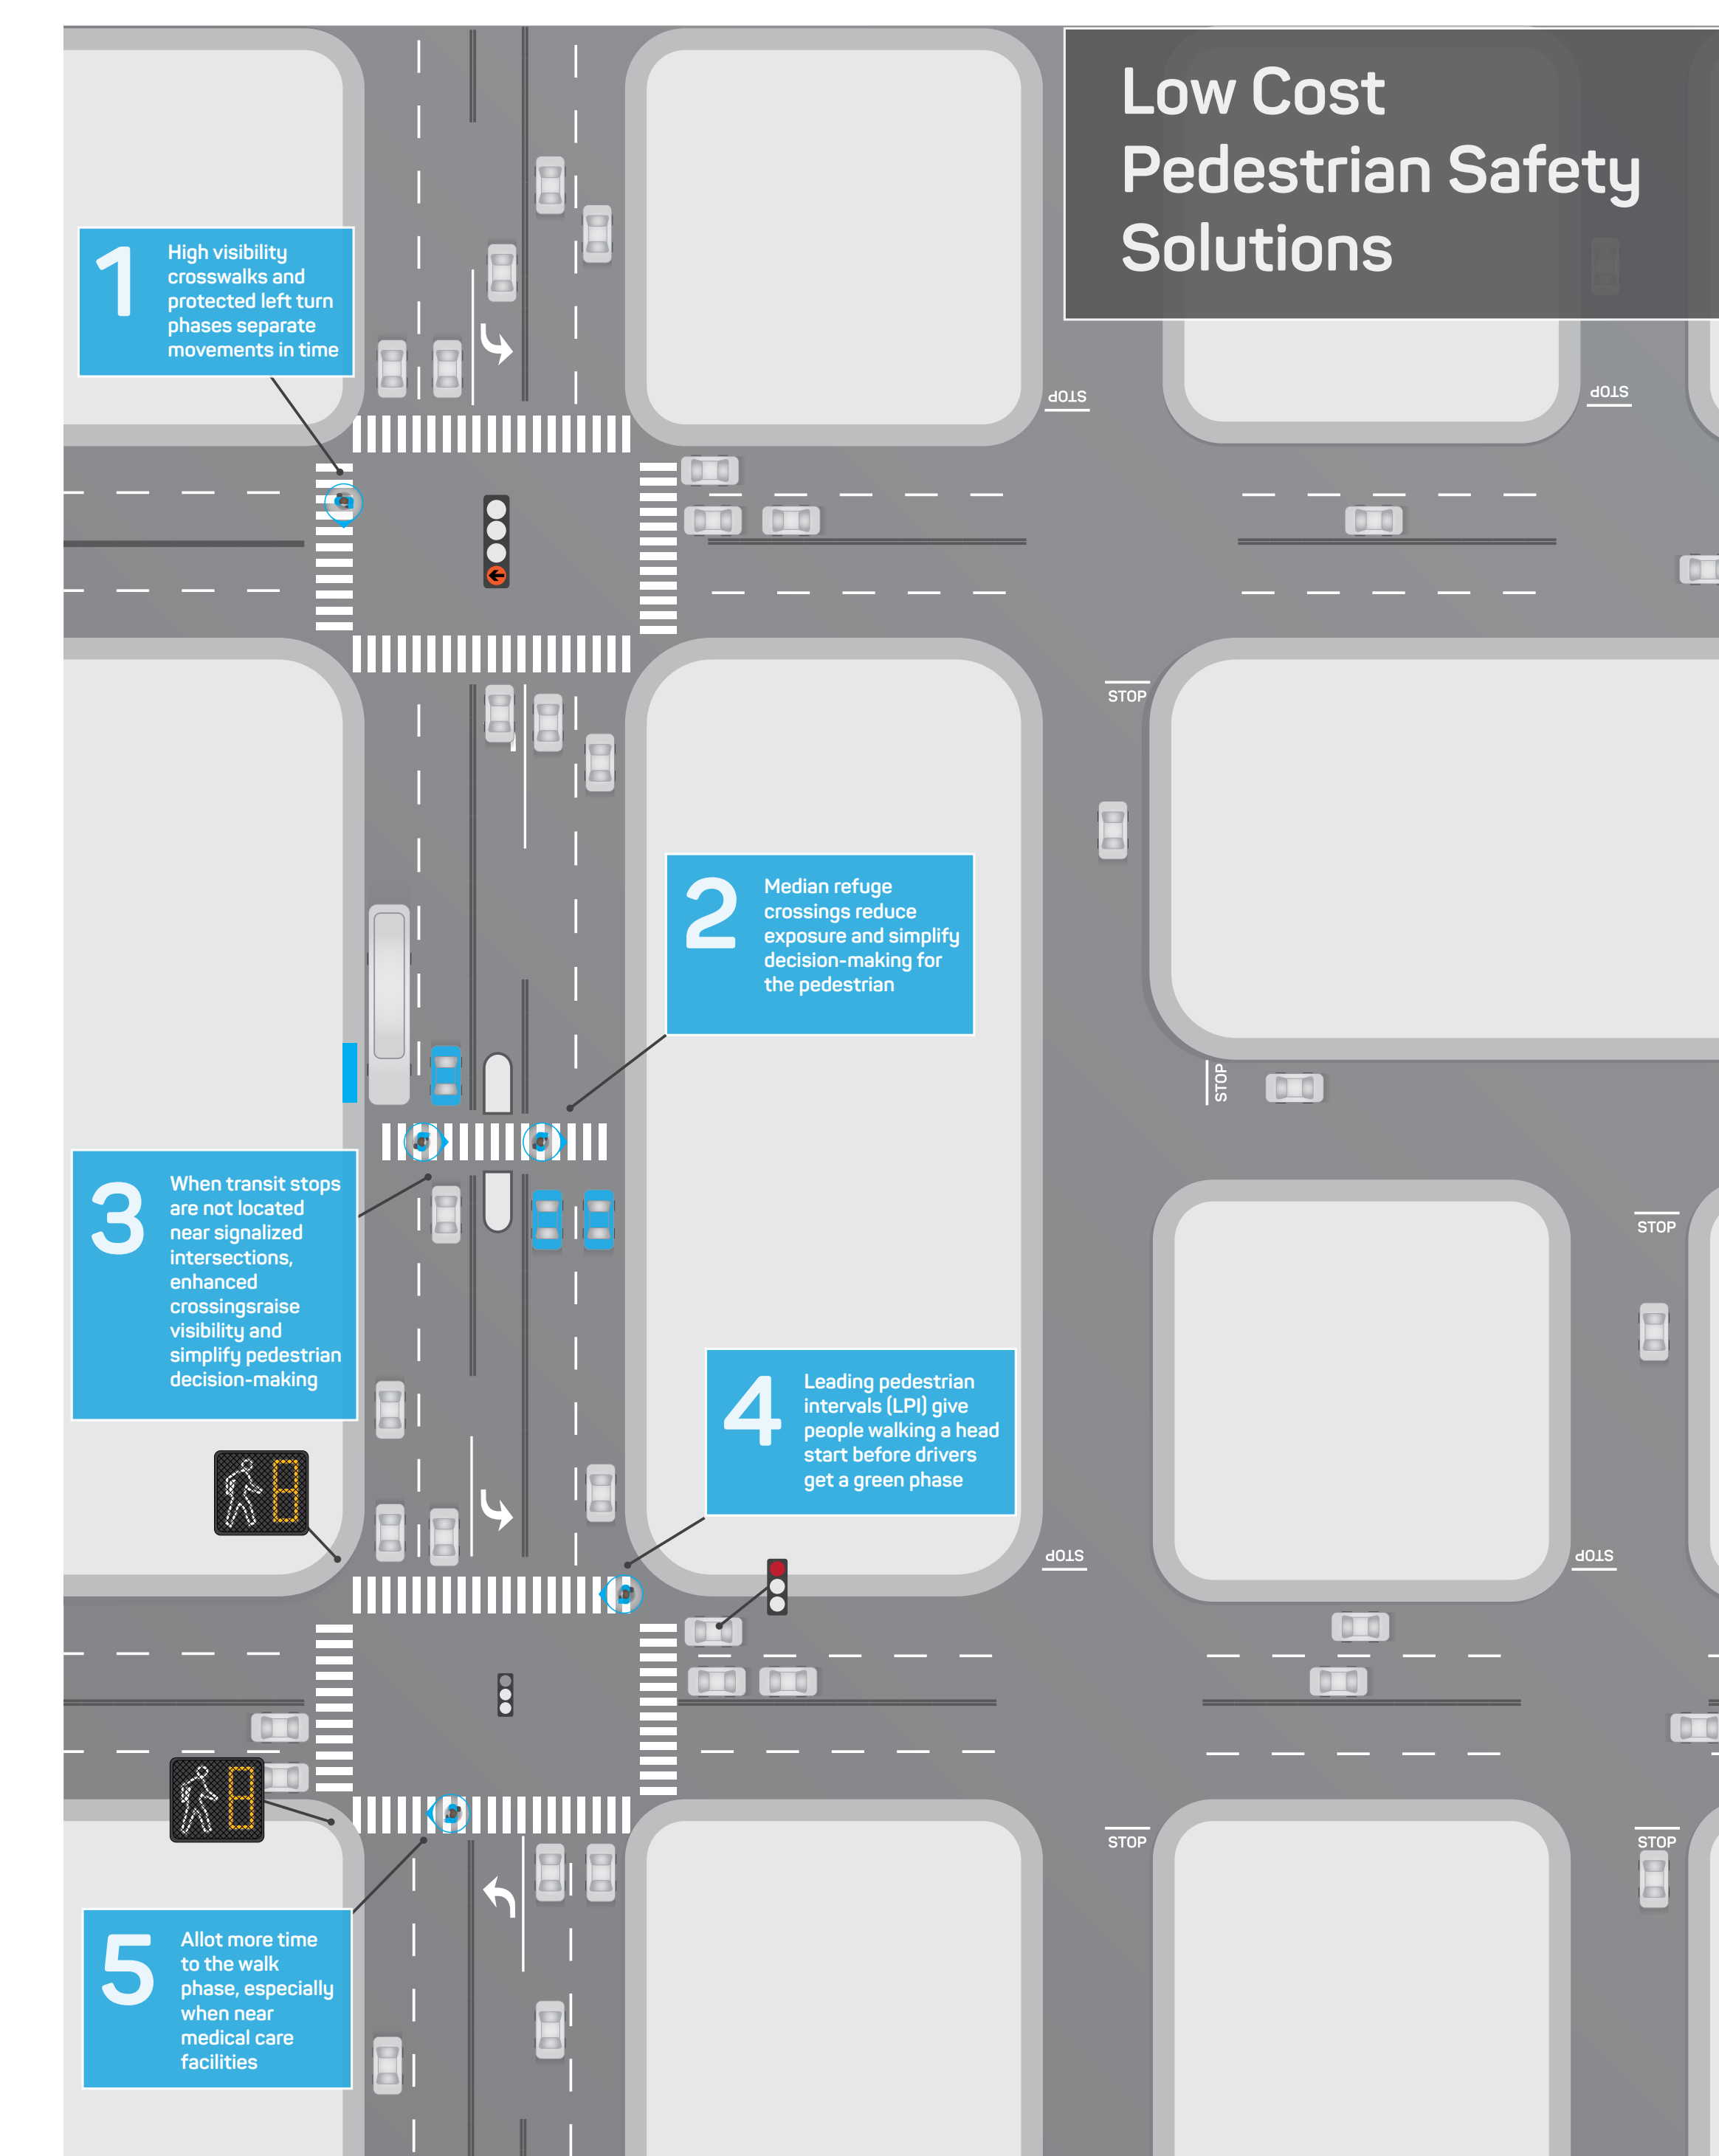 Low Cost
Pedestrian Safety
Solutions
1
High visibility
crosswalks and
protected left turn
phases separate
movements in time
STOP
STOP
STOP
2
Median refuge
crossings reduce
exposure and simplify
decision-making for
the pedestrian
STOP
3
When transit stops
are not located
near signalized
intersections,
enhanced
crossingsraise
visibility and
simplify pedestrian
decision-making
STOP
4
Leading pedestrian
intervals (LPI) give
people walking a head
start before drivers
get a green phase
8
STOP
STOP
8
STOP
STOP
5
Allot more time
to the walk
phase, especially
when near
medical care
facilities